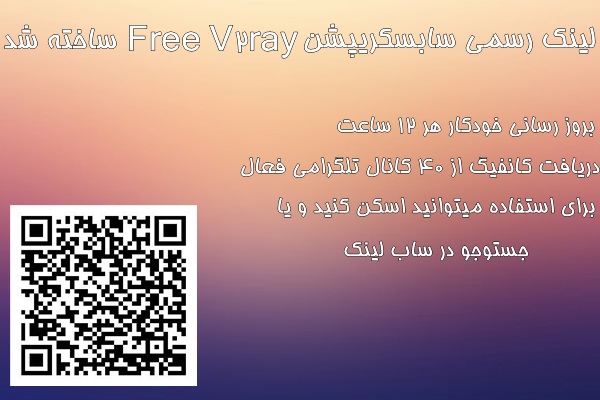 لینک رسمی سابسکریپشن Free V۲ray ساخته شد
بروز رسانی خودکار هر ۱۲ ساعت
دریافت کانفیگ از ۴۰ کانال تلگرامی فعال
برای استفاده میتوانید اسکن کنید و یا
جستوجو در ساب لینک